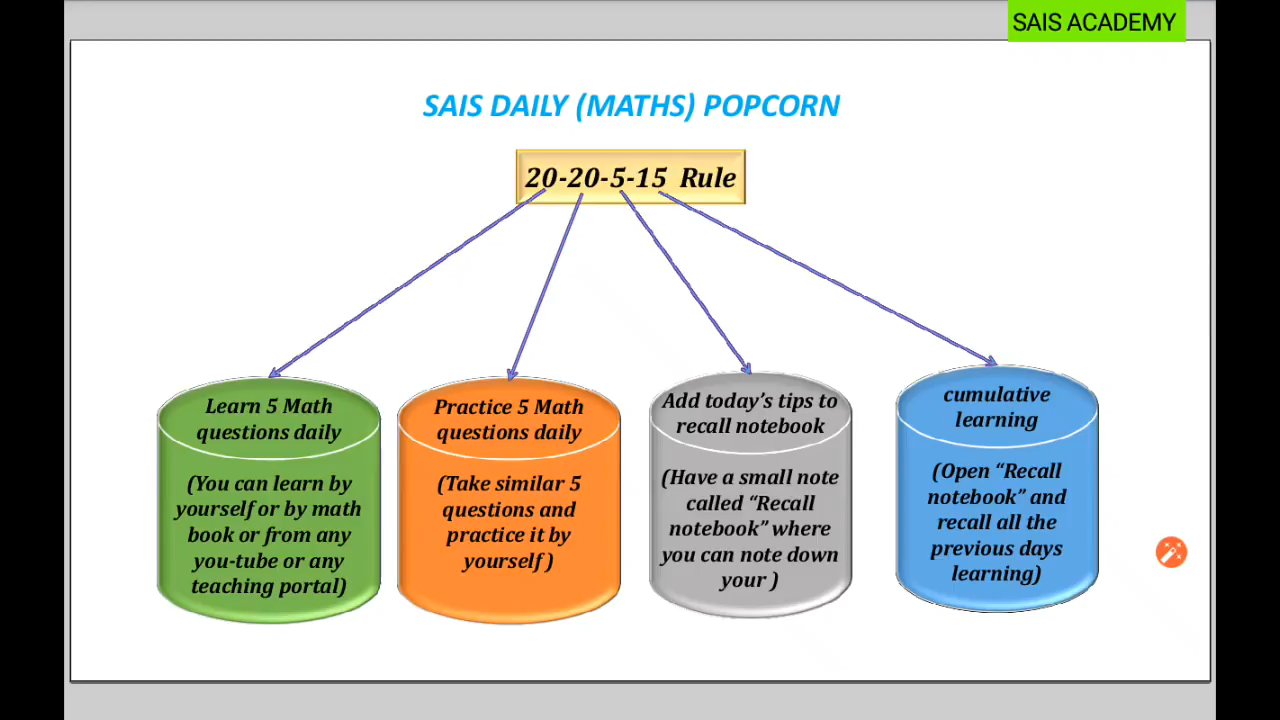 SAIS ACADEMY
SAIS DAILY (MATHS) POPCORN
20-20-5-15 Rule
Learn 5 Math
questions daily
(You can learn by
yourself or by math
book or from any
you-tube or any
teaching portal)
Practice 5 Math
questions daily
(Take similar 5
questions and
practice it by
yourself )
Add today's tips to
recall notebook
(Have a small note
called “Recall
notebook” where
you can note down
your )
cumulative
learning
(Open “Recall
notebook” and
recall all the
previous days
learning)